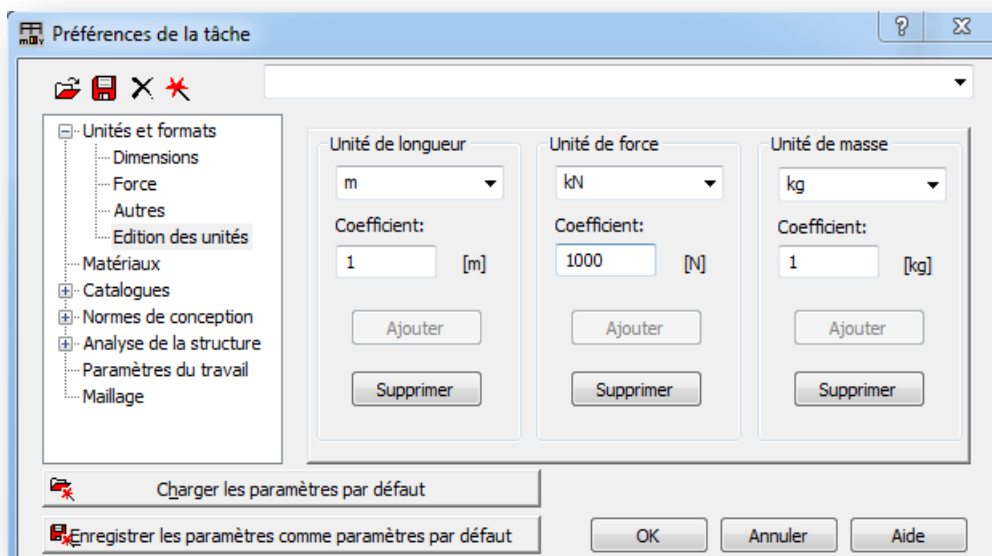 Préférences de la tâche
Unités et formats
Dimensions
Force
Autres
Edition des unités
Matériaux
Catalogues
Normes de conception
Analyse de la structure
Paramètres du travail
Maillage
Unité de longueur
m
Coefficient:
1 [m]
Ajouter
Supprimer
Unité de force
kN
Coefficient:
1000 [N]
Ajouter
Supprimer
Unité de masse
kg
Coefficient:
1 [kg]
Ajouter
Supprimer
Charger les paramètres par défaut
Enregistrer les paramètres comme paramètres par défaut
OK Annuler Aide